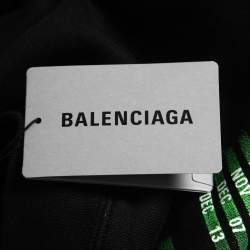 BALENCIAGA
NOV
DEC 07
DEC 13